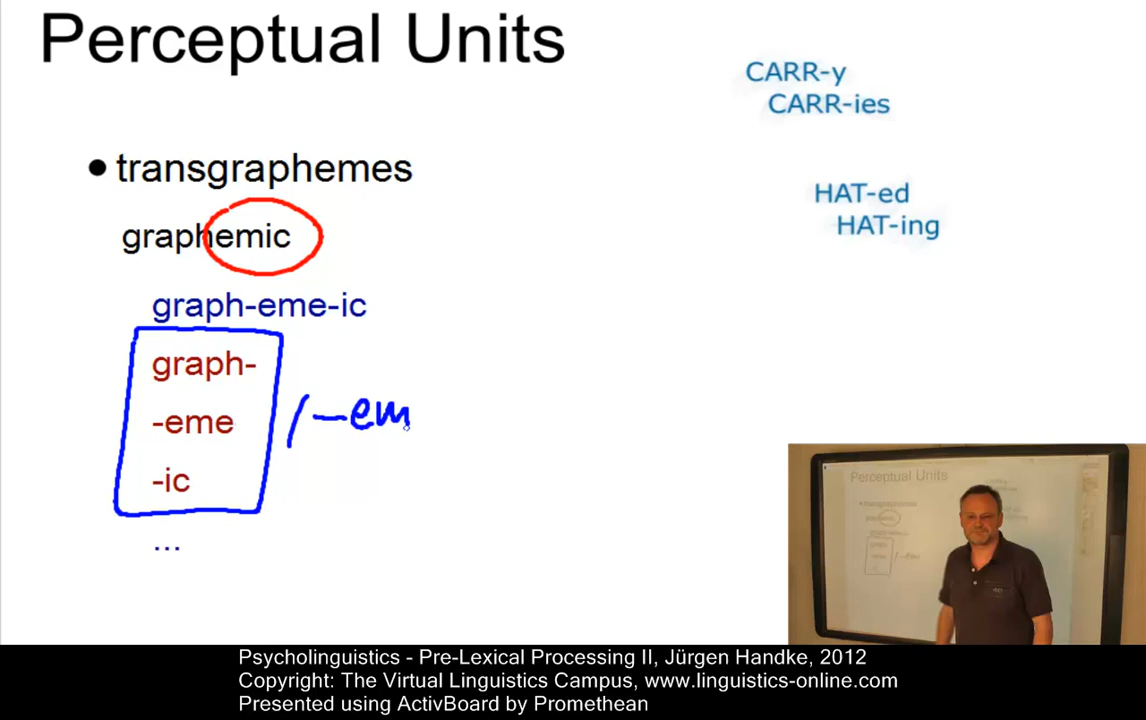 Perceptual Units
CARR-y
CARR-ies
• transgraphemes
HAT-ed
HAT-ing
graphemic
graph-eme-ic
graph-
-eme
/-em
-ic
...
Perceptual Units
Psycholinguistics - Pre-Lexical Processing II, Jürgen Handke, 2012
Copyright: The Virtual Linguistics Campus, www.linguistics-online.com
Presented using ActivBoard by Promethean